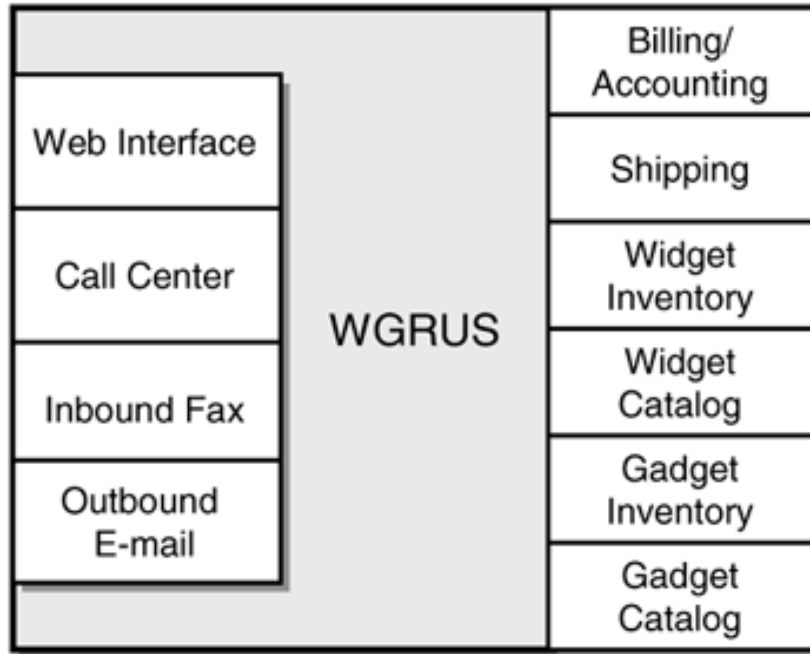 Web Interface
Call Center
Inbound Fax
Outbound
E-mail
WGRUS
Billing/
Accounting
Shipping
Widget
Inventory
Widget
Catalog
Gadget
Inventory
Gadget
Catalog